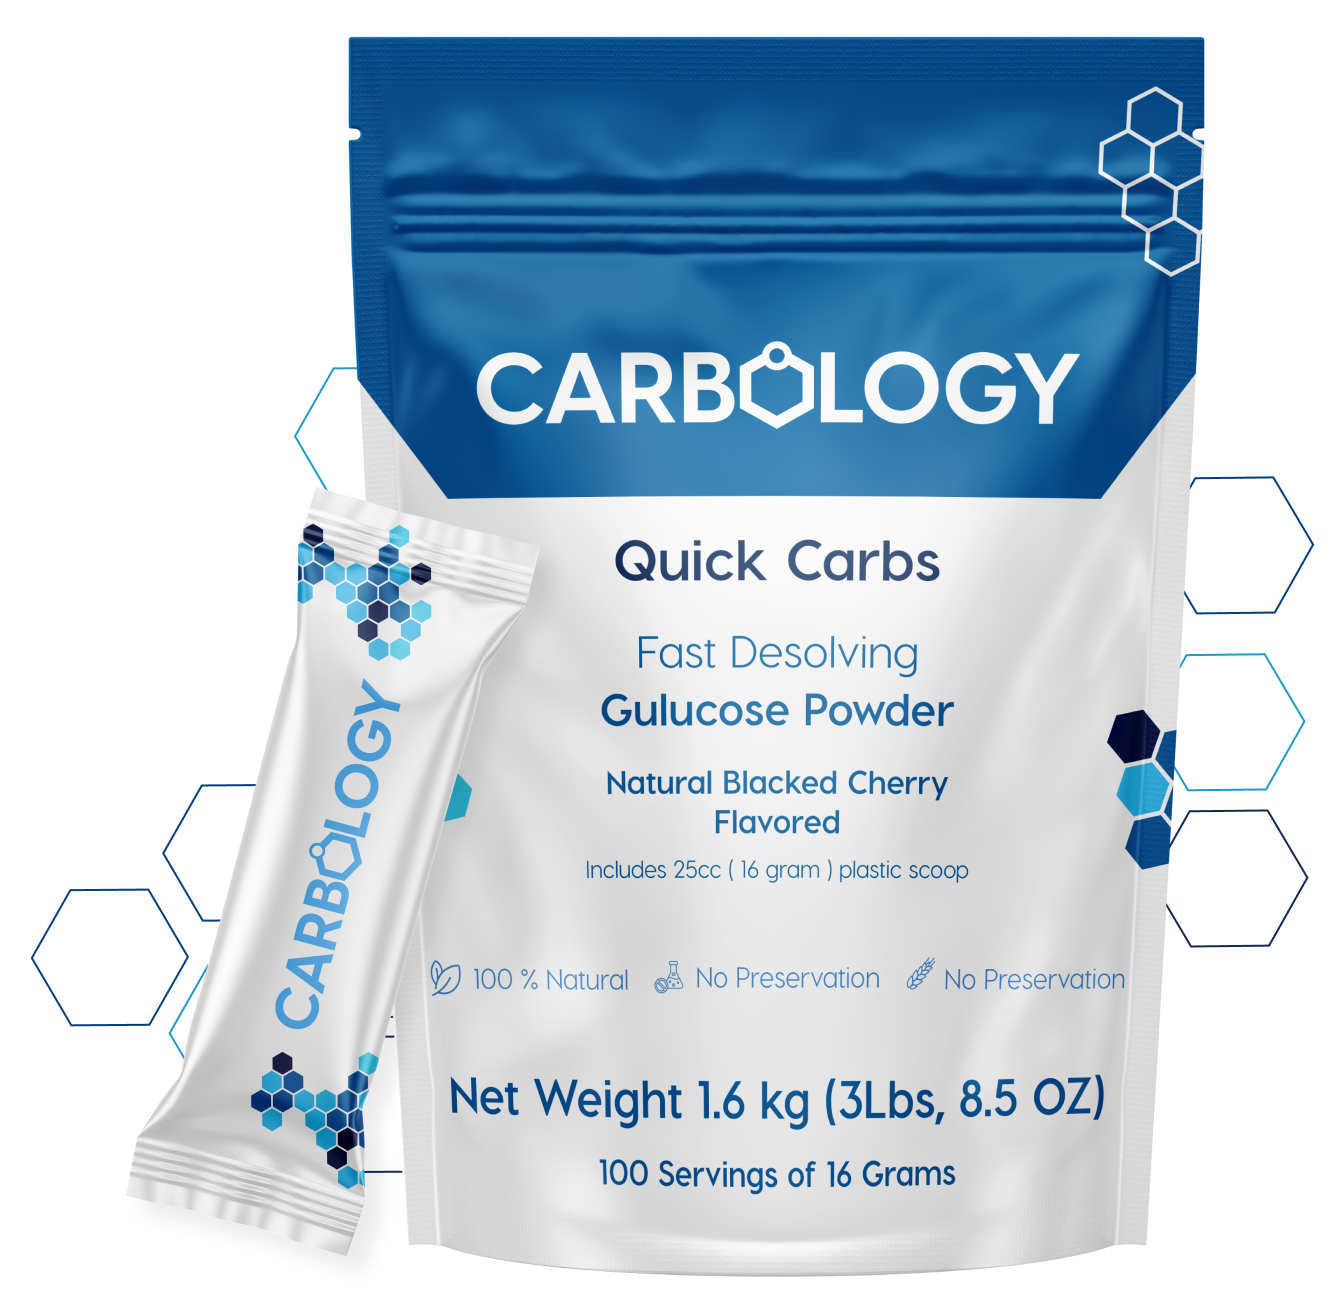 CARBOLOGY
Quick Carbs
Fast Desolving
Gulucose Powder
Natural Blacked Cherry
Flavored
Includes 25cc ( 16 gram ) plastic scoop
100 % Natural No Preservation No Preservation
Net Weight 1.6 kg (3Lbs, 8.5 OZ)
100 Servings of 16 Grams
CARBOLOGY